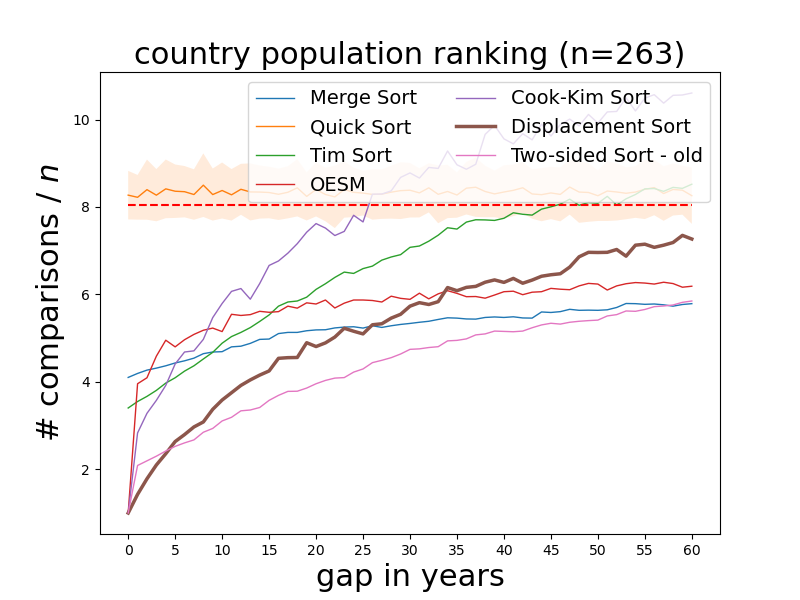 country population ranking (n=263)
Merge Sort
Quick Sort
Tim Sort
OESM
Cook-Kim Sort
Displacement Sort
Two-sided Sort - old
# comparisons / n
10
8
6
4
2
0 5 10 15 20 25 30 35 40 45 50 55 60
gap in years